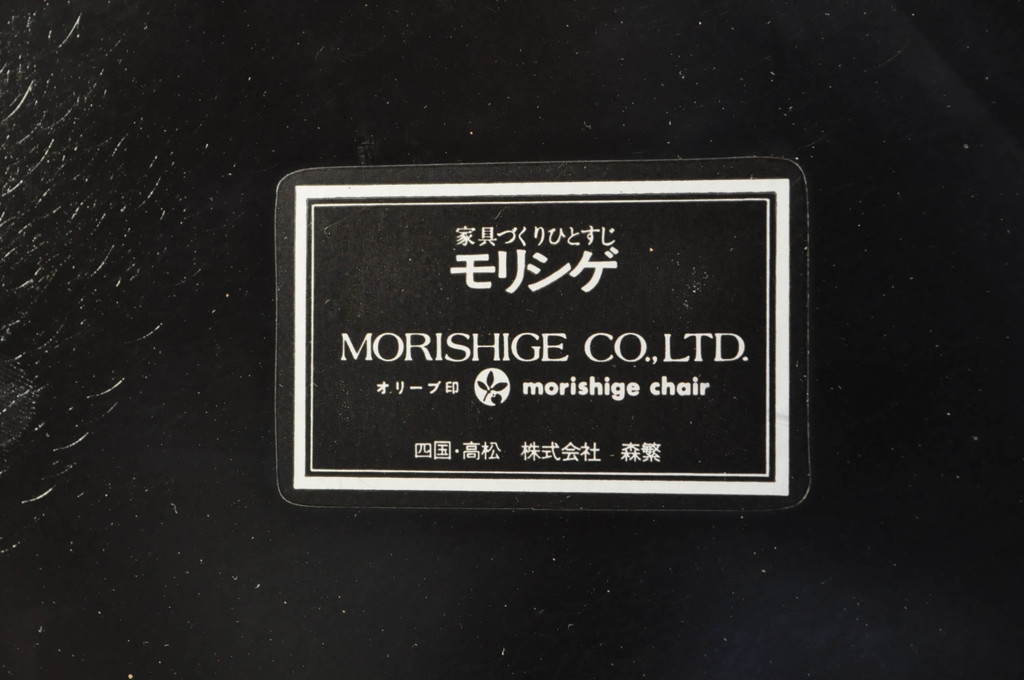 家具づくりひとすじ
モリシゲ
MORISHIGE CO.,LTD.
オリーブ印 morishige chair
四国・高松 株式会社 森繁